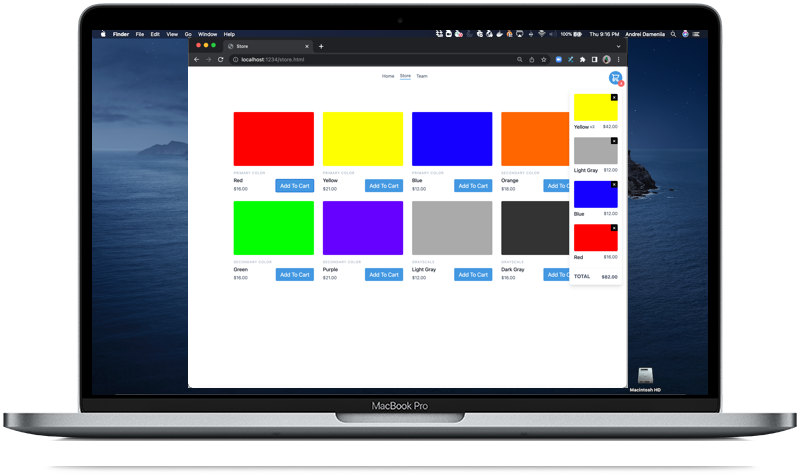 Finder File Edit View Go Window Help
100% Thu 9:16 PM Andrei Damenila
Store
localhost:1234/store.html
Home Store Team
PRIMARY COLOR
Red
$16.00
Add To Cart
PRIMARY COLOR
Yellow
$21.00
Add To Cart
PRIMARY COLOR
Blue
$12.00
Add To Cart
SECONDARY COLOR
Orange
$16.00
Add To C
SECONDARY COLOR
Green
$16.00
Add To Cart
SECONDARY COLOR
Purple
$21.00
Add To Cart
GRAYSCALE
Light Gray
$12.00
Add To Cart
GRAYSCALE
Dark Gray
$16.00
Add To C
Yellow x2 $42.00
Light Gray $12.00
Blue $12.00
Red $16.00
TOTAL $82.00
Macintosh HD
MacBook Pro